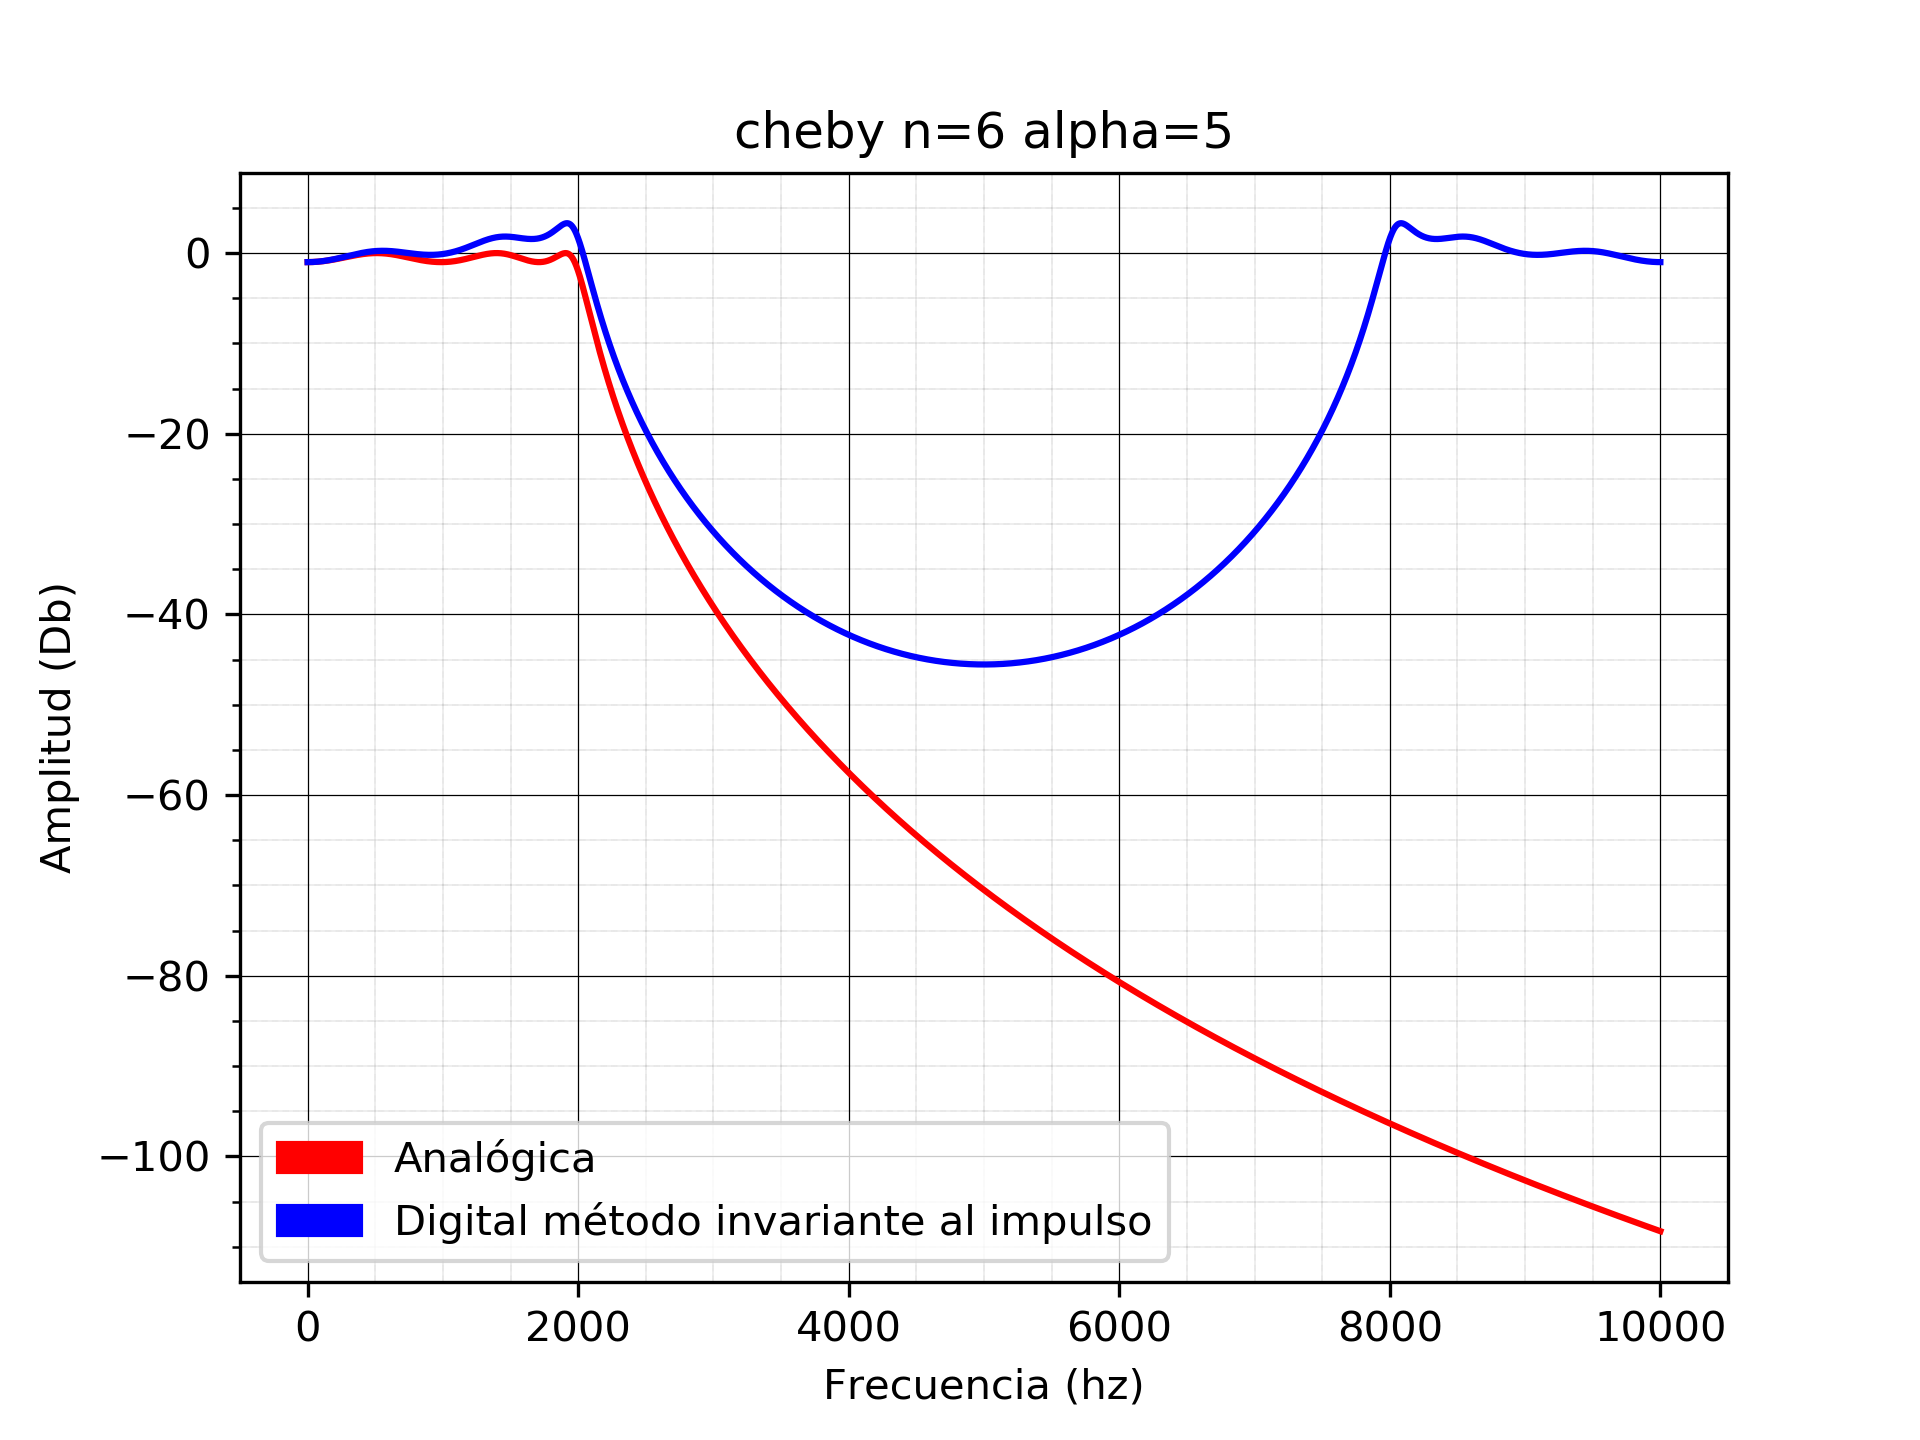 cheby n=6 alpha=5
Amplitud (Db)
0
−20
−40
−60
−80
−100
Analógica
Digital método invariante al impulso
0 2000 4000 6000 8000 10000
Frecuencia (hz)